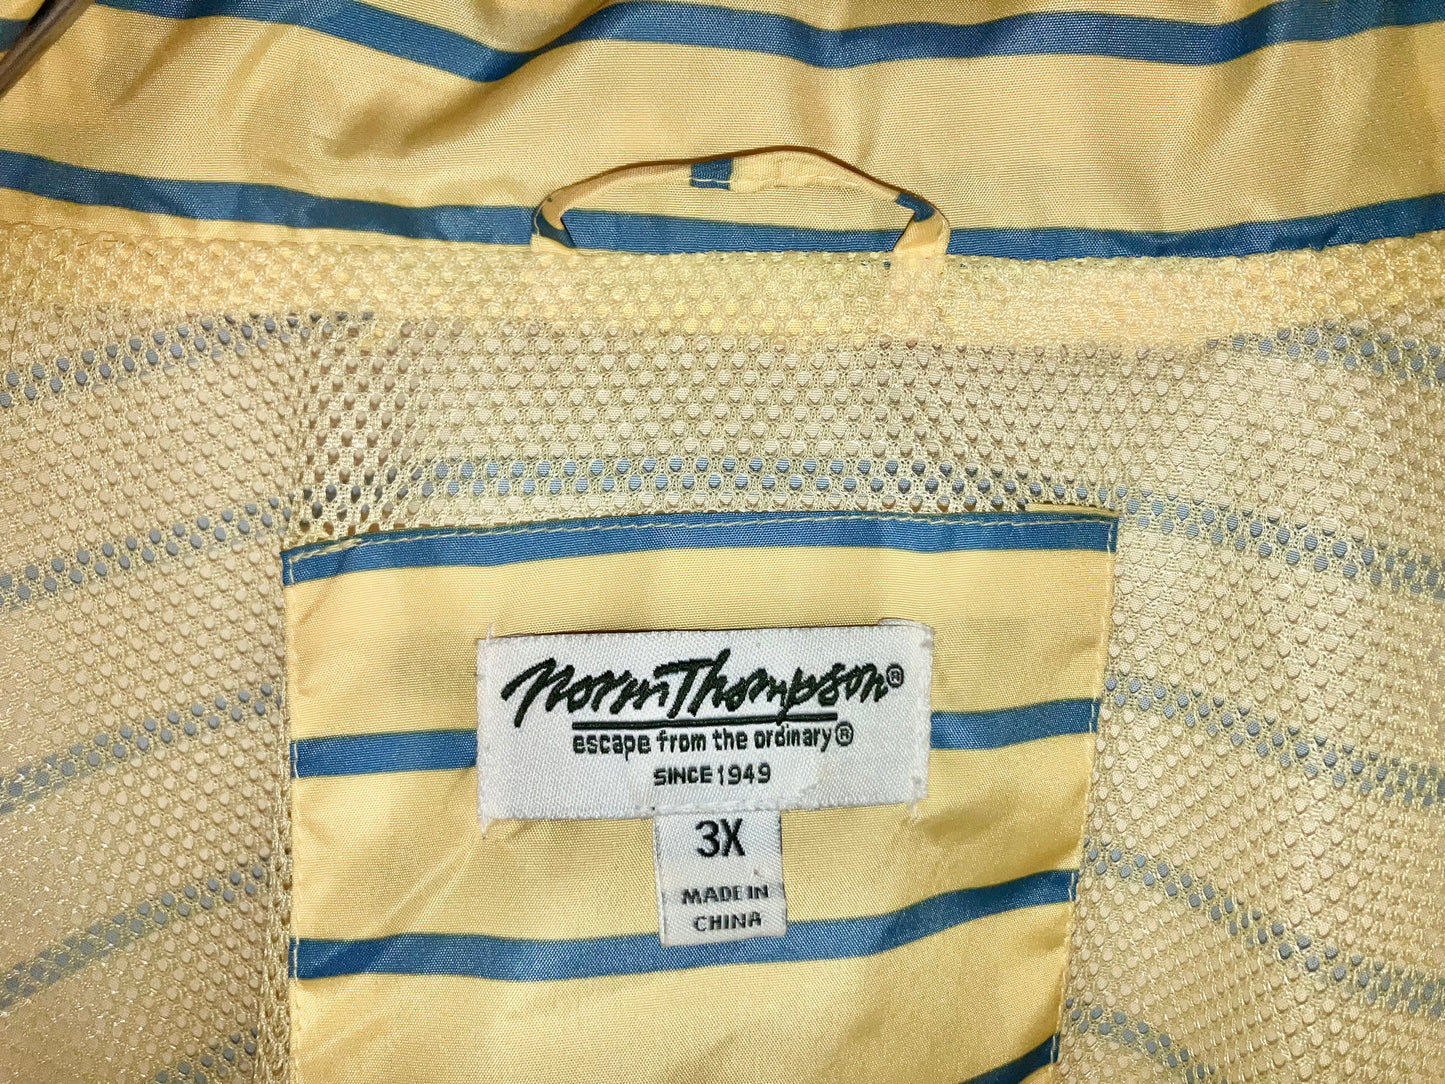 Norm Thompson®
escape from the ordinary®
SINCE 1949
3X
MADE IN
CHINA